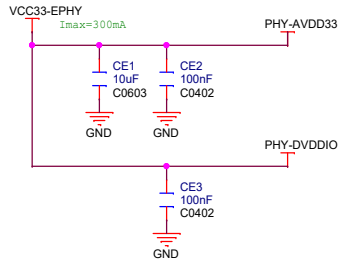 VCC33-EPHY
Imax=300mA
PHY-AVDD33
CE1
10uF
C0603
CE2
100nF
C0402
GND
GND
PHY-DVDDIO
CE3
100nF
C0402
GND